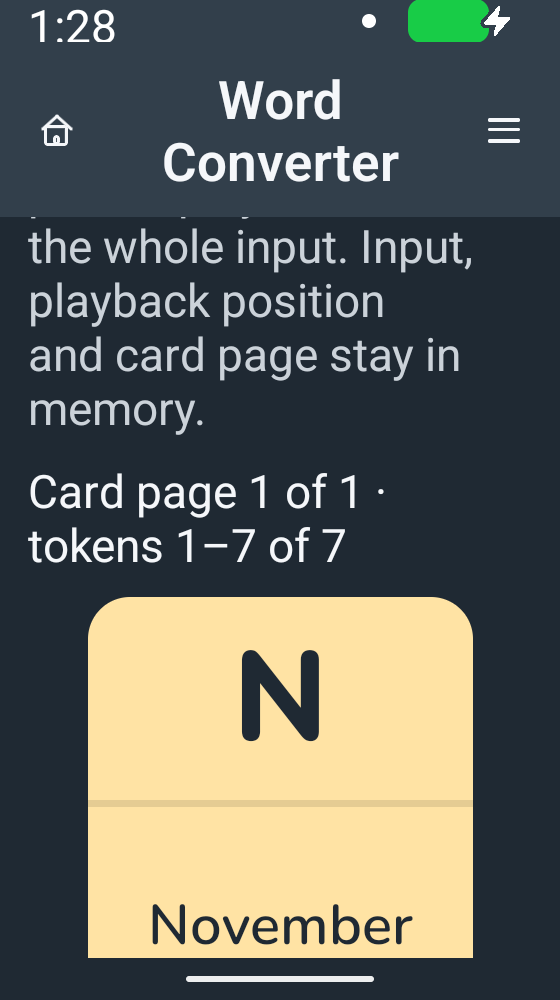 1:28
Word
Converter
the whole input. Input,
playback position
and card page stay in
memory.
Card page 1 of 1 ·
tokens 1–7 of 7
N
November